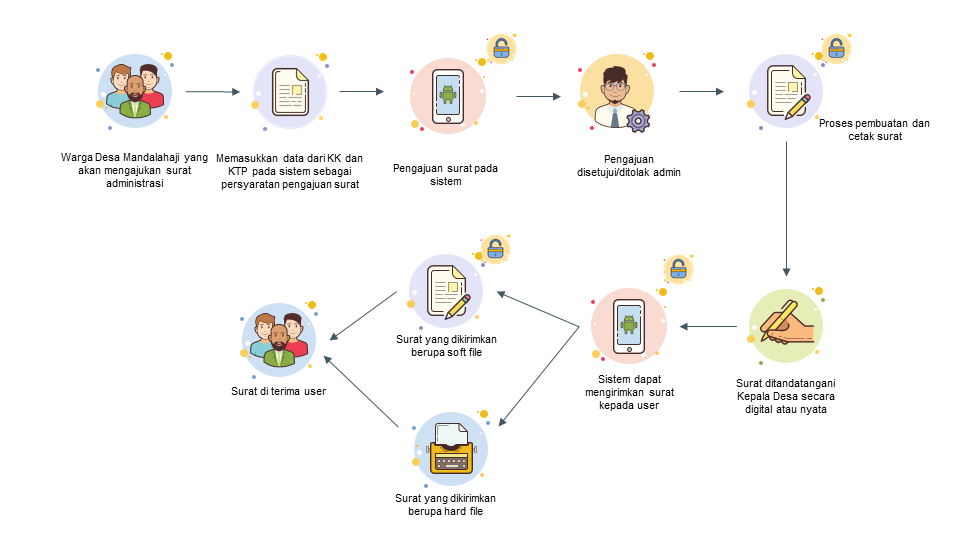 Warga Desa Mandalahaji yang
akan mengajukan surat
administrasi
Memasukkan data dari KK dan
KTP pada sistem sebagai
persyaratan pengajuan surat
Pengajuan surat pada
sistem
Pengajuan
disetujui/ditolak admin
Proses pembuatan dan
cetak surat
Surat ditandatangani
Kepala Desa secara
digital atau nyata
Sistem dapat
mengirimkan surat
kepada user
Surat yang dikirimkan
berupa soft file
Surat yang dikirimkan
berupa hard file
Surat di terima user